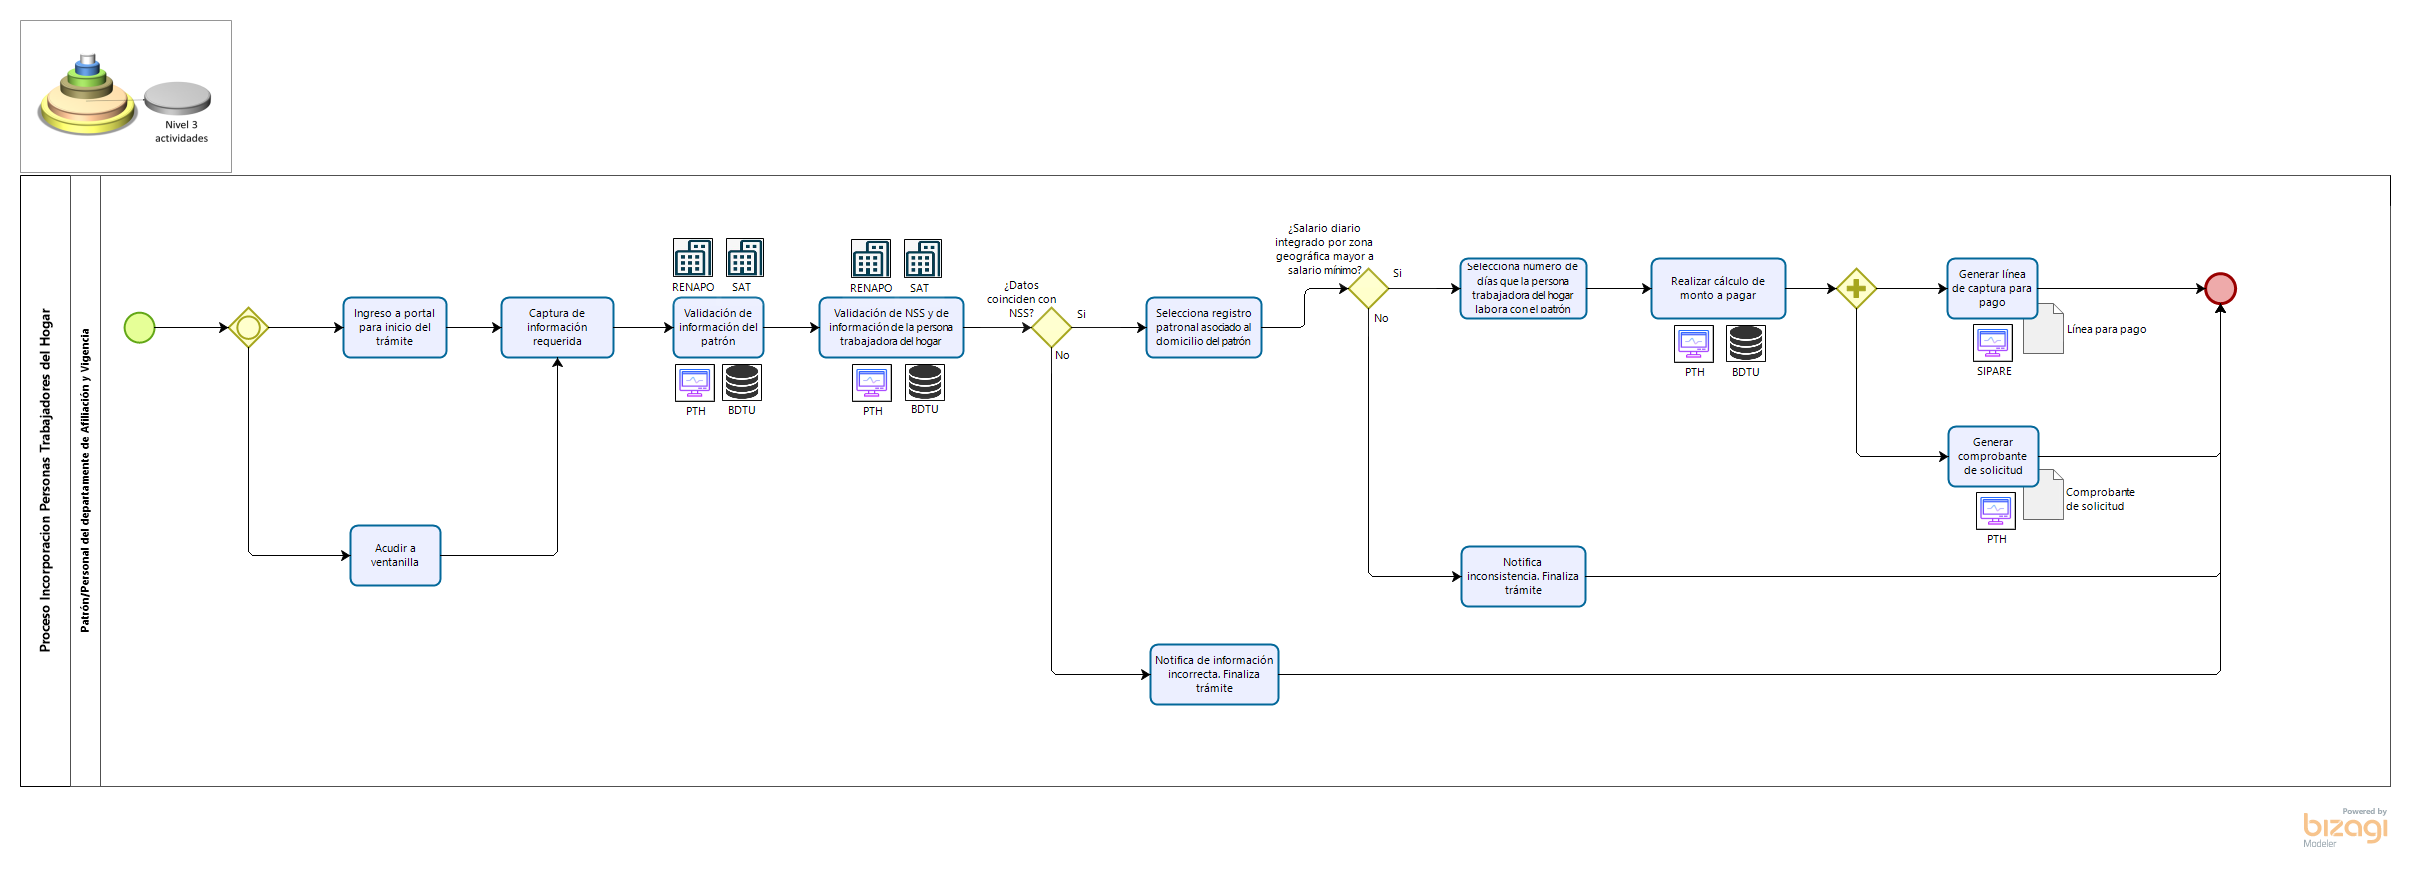 Nivel 3
actividades
Proceso Incorporacion Personas Trabajadores del Hogar
Patrón/Personal del departamente de Afiliación y Vigencia
Ingreso a portal
para inicio del
trámite
Acudir a
ventanilla
Captura de
información
requerida
RENAPO
SAT
Validación de
información del
patrón
PTH
BDTU
RENAPO
SAT
Validación de NSS y de
información de la persona
trabajadora del hogar
PTH
BDTU
¿Datos
coinciden con
NSS?
Si
No
Selecciona registro
patronal asociado al
domicilio del patrón
Notifica de información
incorrecta. Finaliza
trámite
¿Salario diario
integrado por zona
geográfica mayor a
salario mínimo?
Si
No
Selecciona número de
días que la persona
trabajadora del hogar
labora con el patrón
Notifica
inconsistencia. Finaliza
trámite
Realizar cálculo de
monto a pagar
PTH
BDTU
Generar línea
de captura para
pago
Línea para pago
SIPARE
Generar
comprobante
de solicitud
Comprobante
de solicitud
PTH
Powered by
bizagi
Modeler